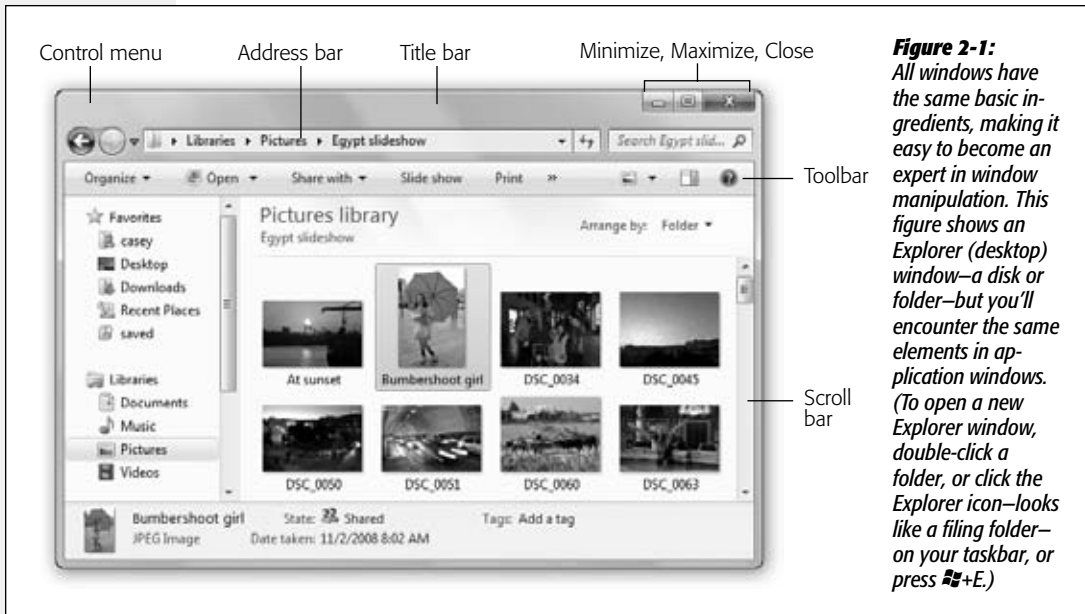 Control menu
Address bar
Title bar
Minimize, Maximize, Close
Libraries
Pictures
Egypt slideshow
Search Egypt slid...
Organize
Open
Share with
Slide show
Print
»
Toolbar
Favorites
casey
Desktop
Downloads
Recent Places
saved
Libraries
Documents
Music
Pictures
Videos
Pictures library
Egypt slideshow
Arrange by: Folder
At sunset
Bumbershoot girl
DSC_0034
DSC_0045
DSC_0050
DSC_0051
DSC_0060
DSC_0063
Scroll
bar
Bumbershoot girl
JPEG Image
State: Shared
Date taken: 11/2/2008 8:02 AM
Tags: Add a tag
Figure 2-1:
All windows have
the same basic in-
gredients, making it
easy to become an
expert in window
manipulation. This
figure shows an
Explorer (desktop)
window—a disk or
folder—but you’ll
encounter the same
elements in ap-
plication windows.
(To open a new
Explorer window,
double-click a
folder, or click the
Explorer icon—looks
like a filing folder—
on your taskbar, or
press +E.)